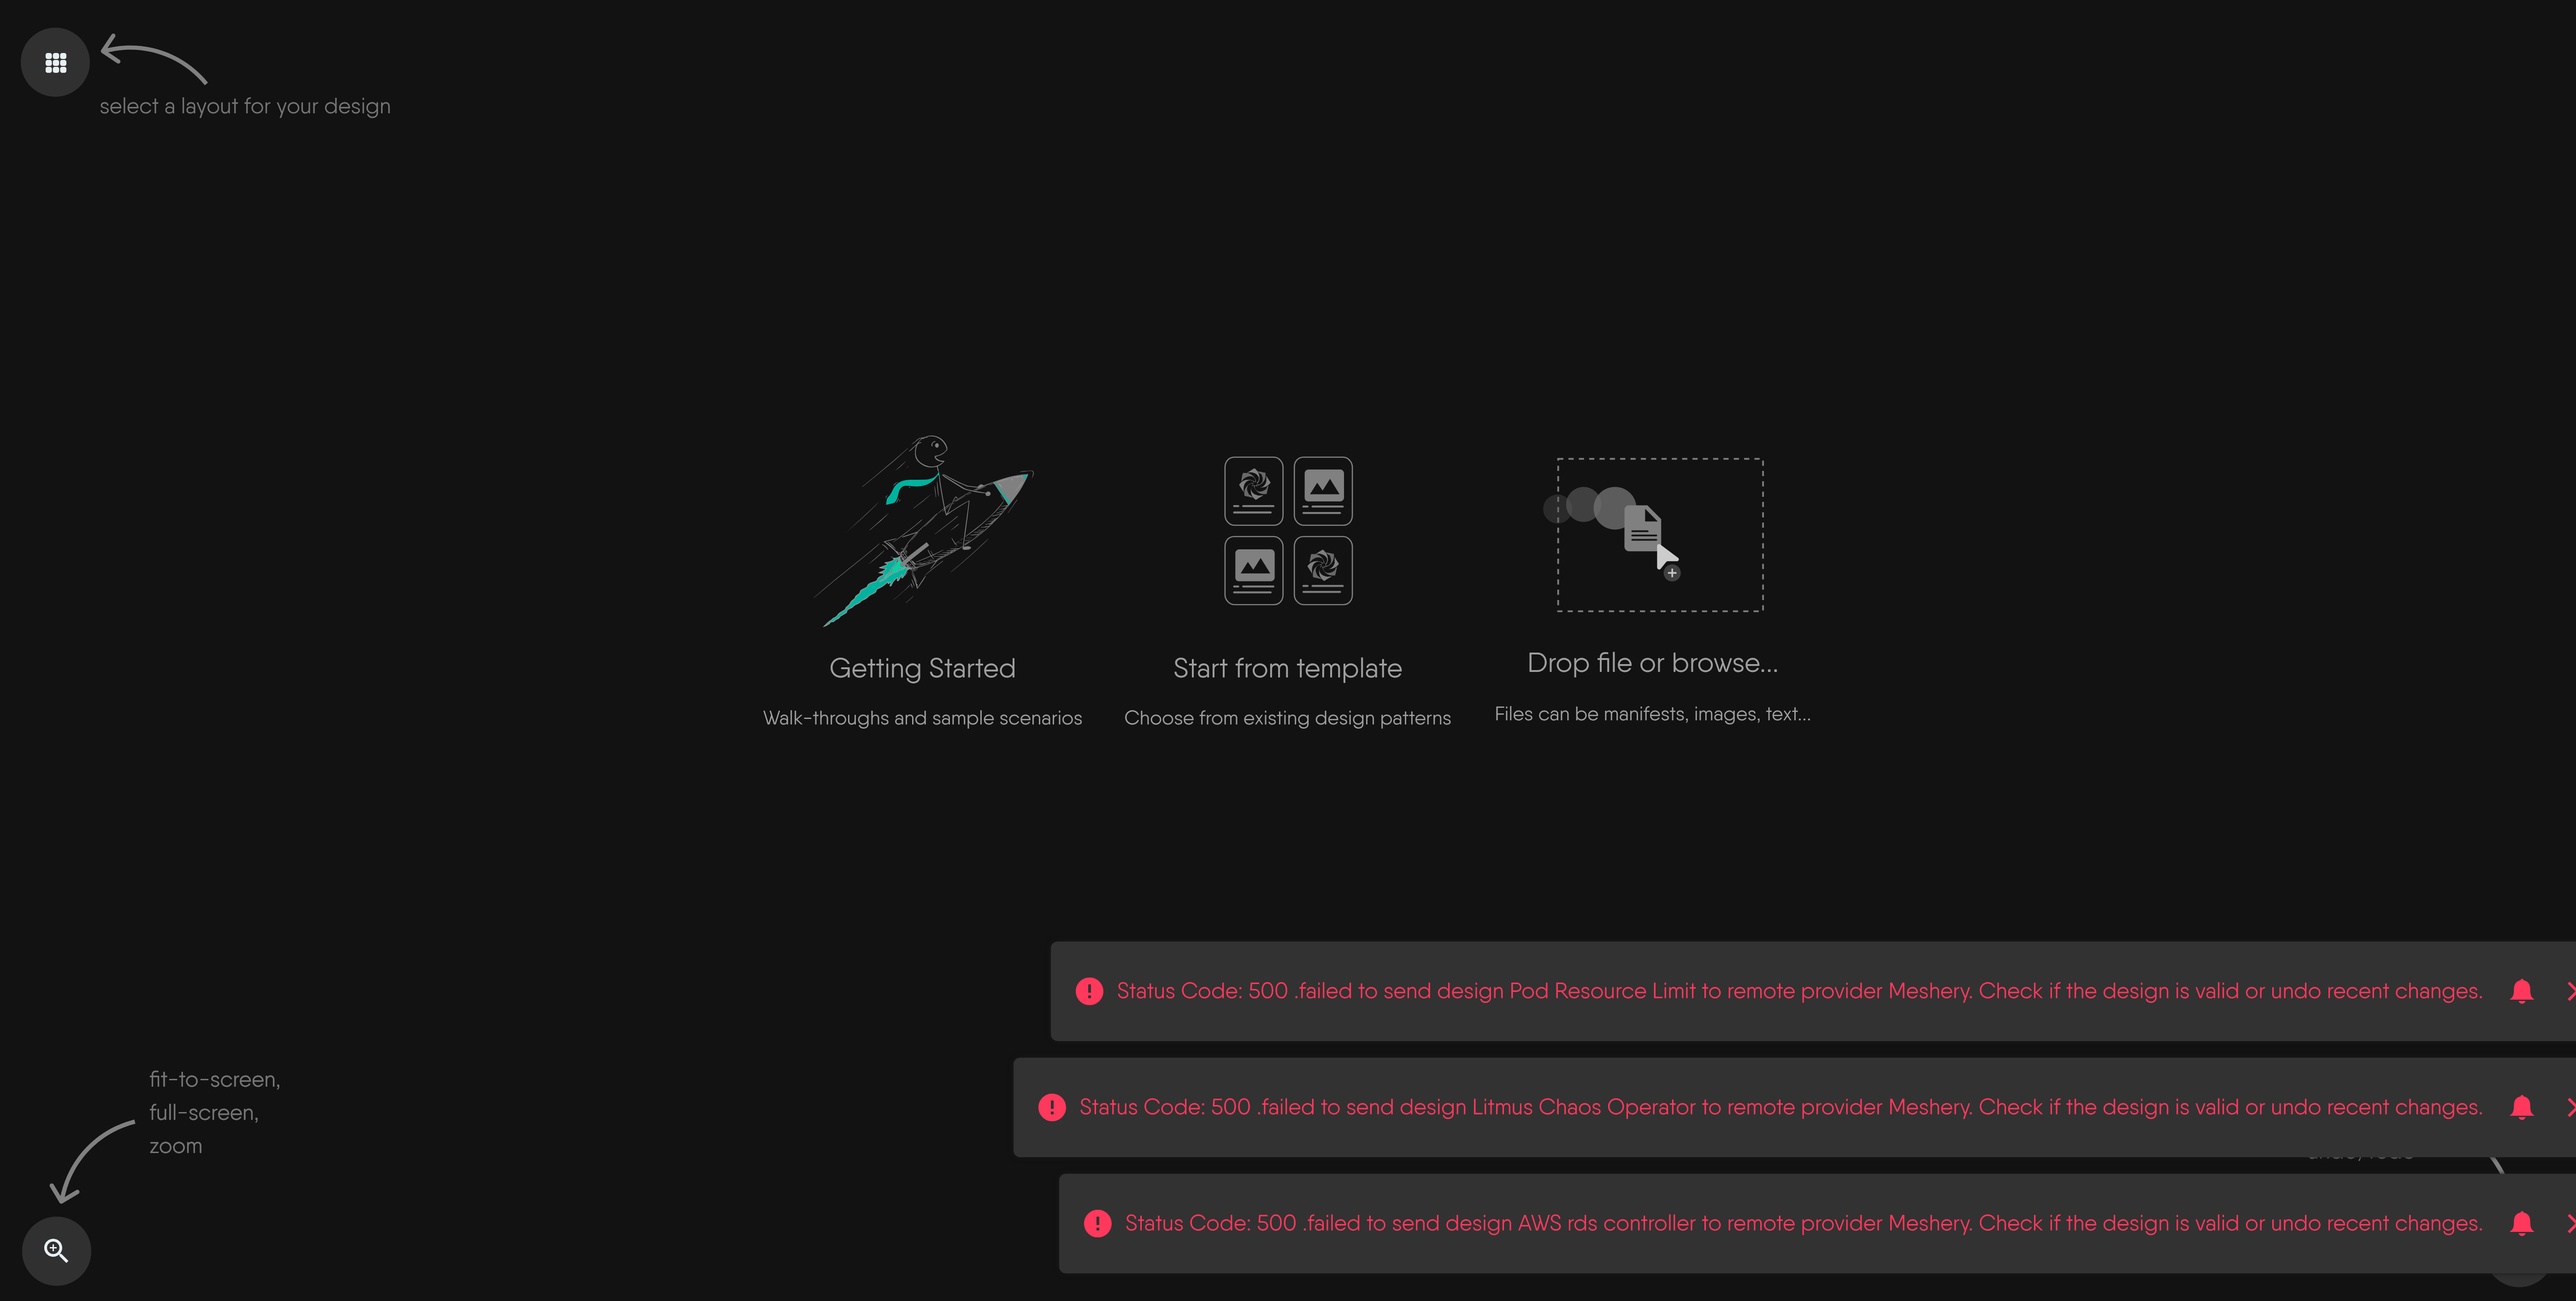 select a layout for your design
Getting Started
Walk-throughs and sample scenarios
Start from template
Choose from existing design patterns
Drop file or browse...
Files can be manifests, images, text...
Status Code: 500 .failed to send design Pod Resource Limit to remote provider Meshery. Check if the design is valid or undo recent changes.
fit-to-screen,
full-screen,
zoom
Status Code: 500 .failed to send design Litmus Chaos Operator to remote provider Meshery. Check if the design is valid or undo recent changes.
Status Code: 500 .failed to send design AWS rds controller to remote provider Meshery. Check if the design is valid or undo recent changes.